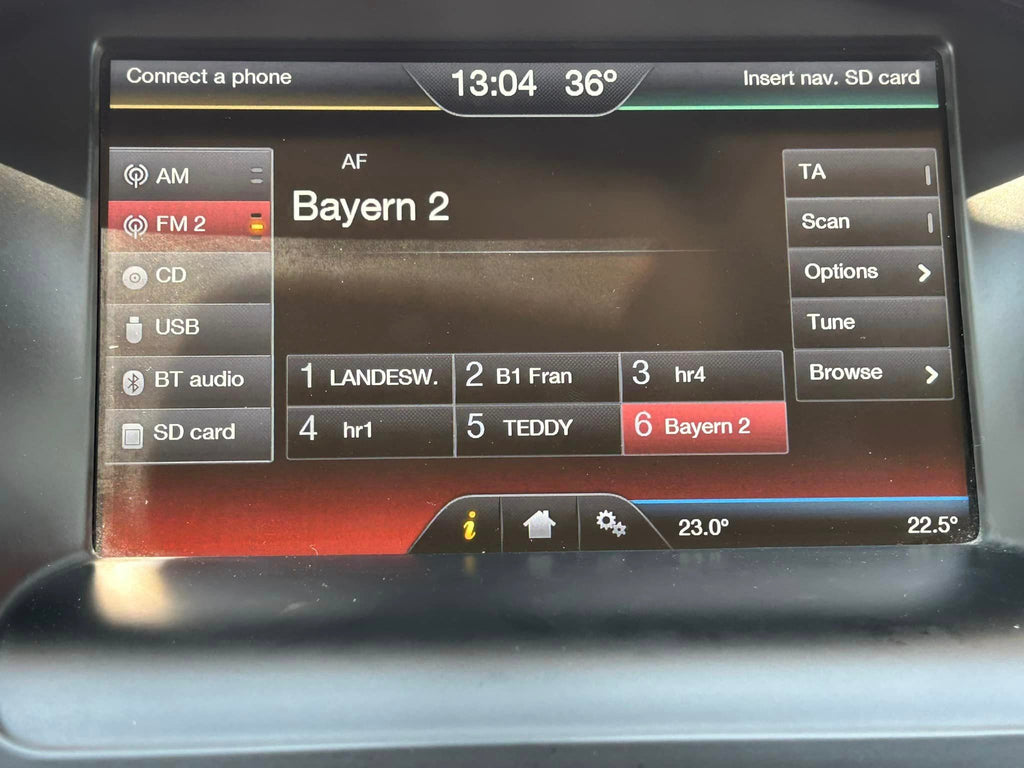 Connect a phone
13:04 36°
Insert nav. SD card
AM
FM 2
CD
USB
BT audio
SD card
AF
Bayern 2
1 LANDESW.
2 B1 Fran
3 hr4
4 hr1
5 TEDDY
6 Bayern 2
TA
Scan
Options
Tune
Browse
i
23.0°
22.5°